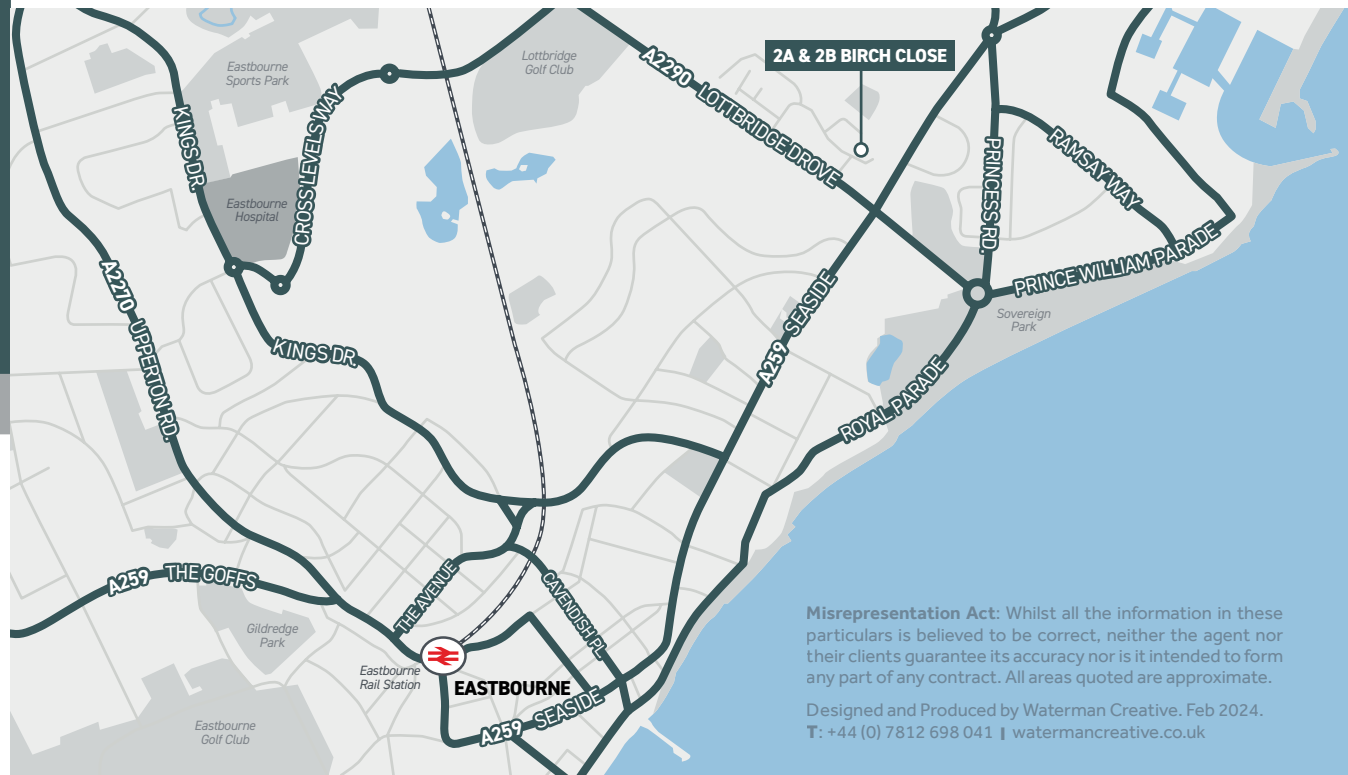 Eastbourne
Sports Park
Lottbridge
Golf Club
2A & 2B BIRCH CLOSE
A2290 LOTTBRIDGE DROVE
KINGS DR.
CROSS LEVELS WAY
Eastbourne
Hospital
PRINCESS RD.
RAMSAY WAY
PRINCE WILLIAM PARADE
A2270 UPPERTON RD.
A259 SEASIDE
Sovereign
Park
KINGS DR.
ROYAL PARADE
A259 THE GOFFS
THE AVENUE
CAVENDISH PL.
Gildredge
Park
Eastbourne
Rail Station
EASTBOURNE
A259 SEASIDE
Eastbourne
Golf Club
Misrepresentation Act: Whilst all the information in these
particulars is believed to be correct, neither the agent nor
their clients guarantee its accuracy nor is it intended to form
any part of any contract. All areas quoted are approximate.
Designed and Produced by Waterman Creative. Feb 2024.
T: +44 (0) 7812 698 041 | watermancreative.co.uk